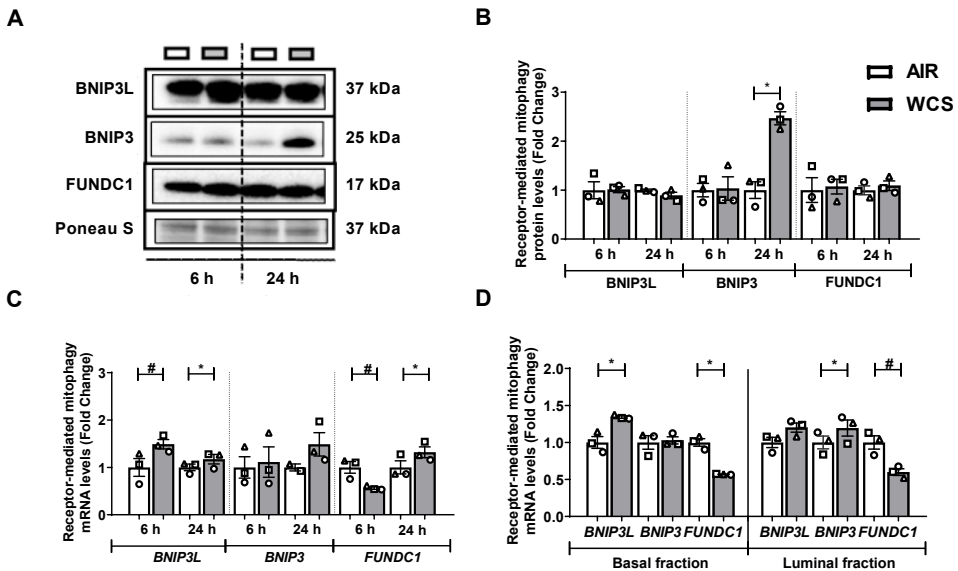 A
BNIP3L 37 kDa
BNIP3 25 kDa
FUNDC1 17 kDa
Poneau S 37 kDa
6 h 24 h
B
AIR
WCS
Receptor-mediated mitophagy
protein levels (Fold Change)
3
2
1
0
*
6 h 24 h 6 h 24 h 6 h 24 h
BNIP3L BNIP3 FUNDC1
C
Receptor-mediated mitophagy
mRNA levels (Fold Change)
3
2
1
0
# * # *
6 h 24 h 6 h 24 h 6 h 24 h
BNIP3L BNIP3 FUNDC1
D
Receptor-mediated mitophagy
mRNA levels (Fold Change)
2.0
1.5
1.0
0.5
0.0
* * * #
BNIP3L BNIP3 FUNDC1 BNIP3L BNIP3 FUNDC1
Basal fraction Luminal fraction